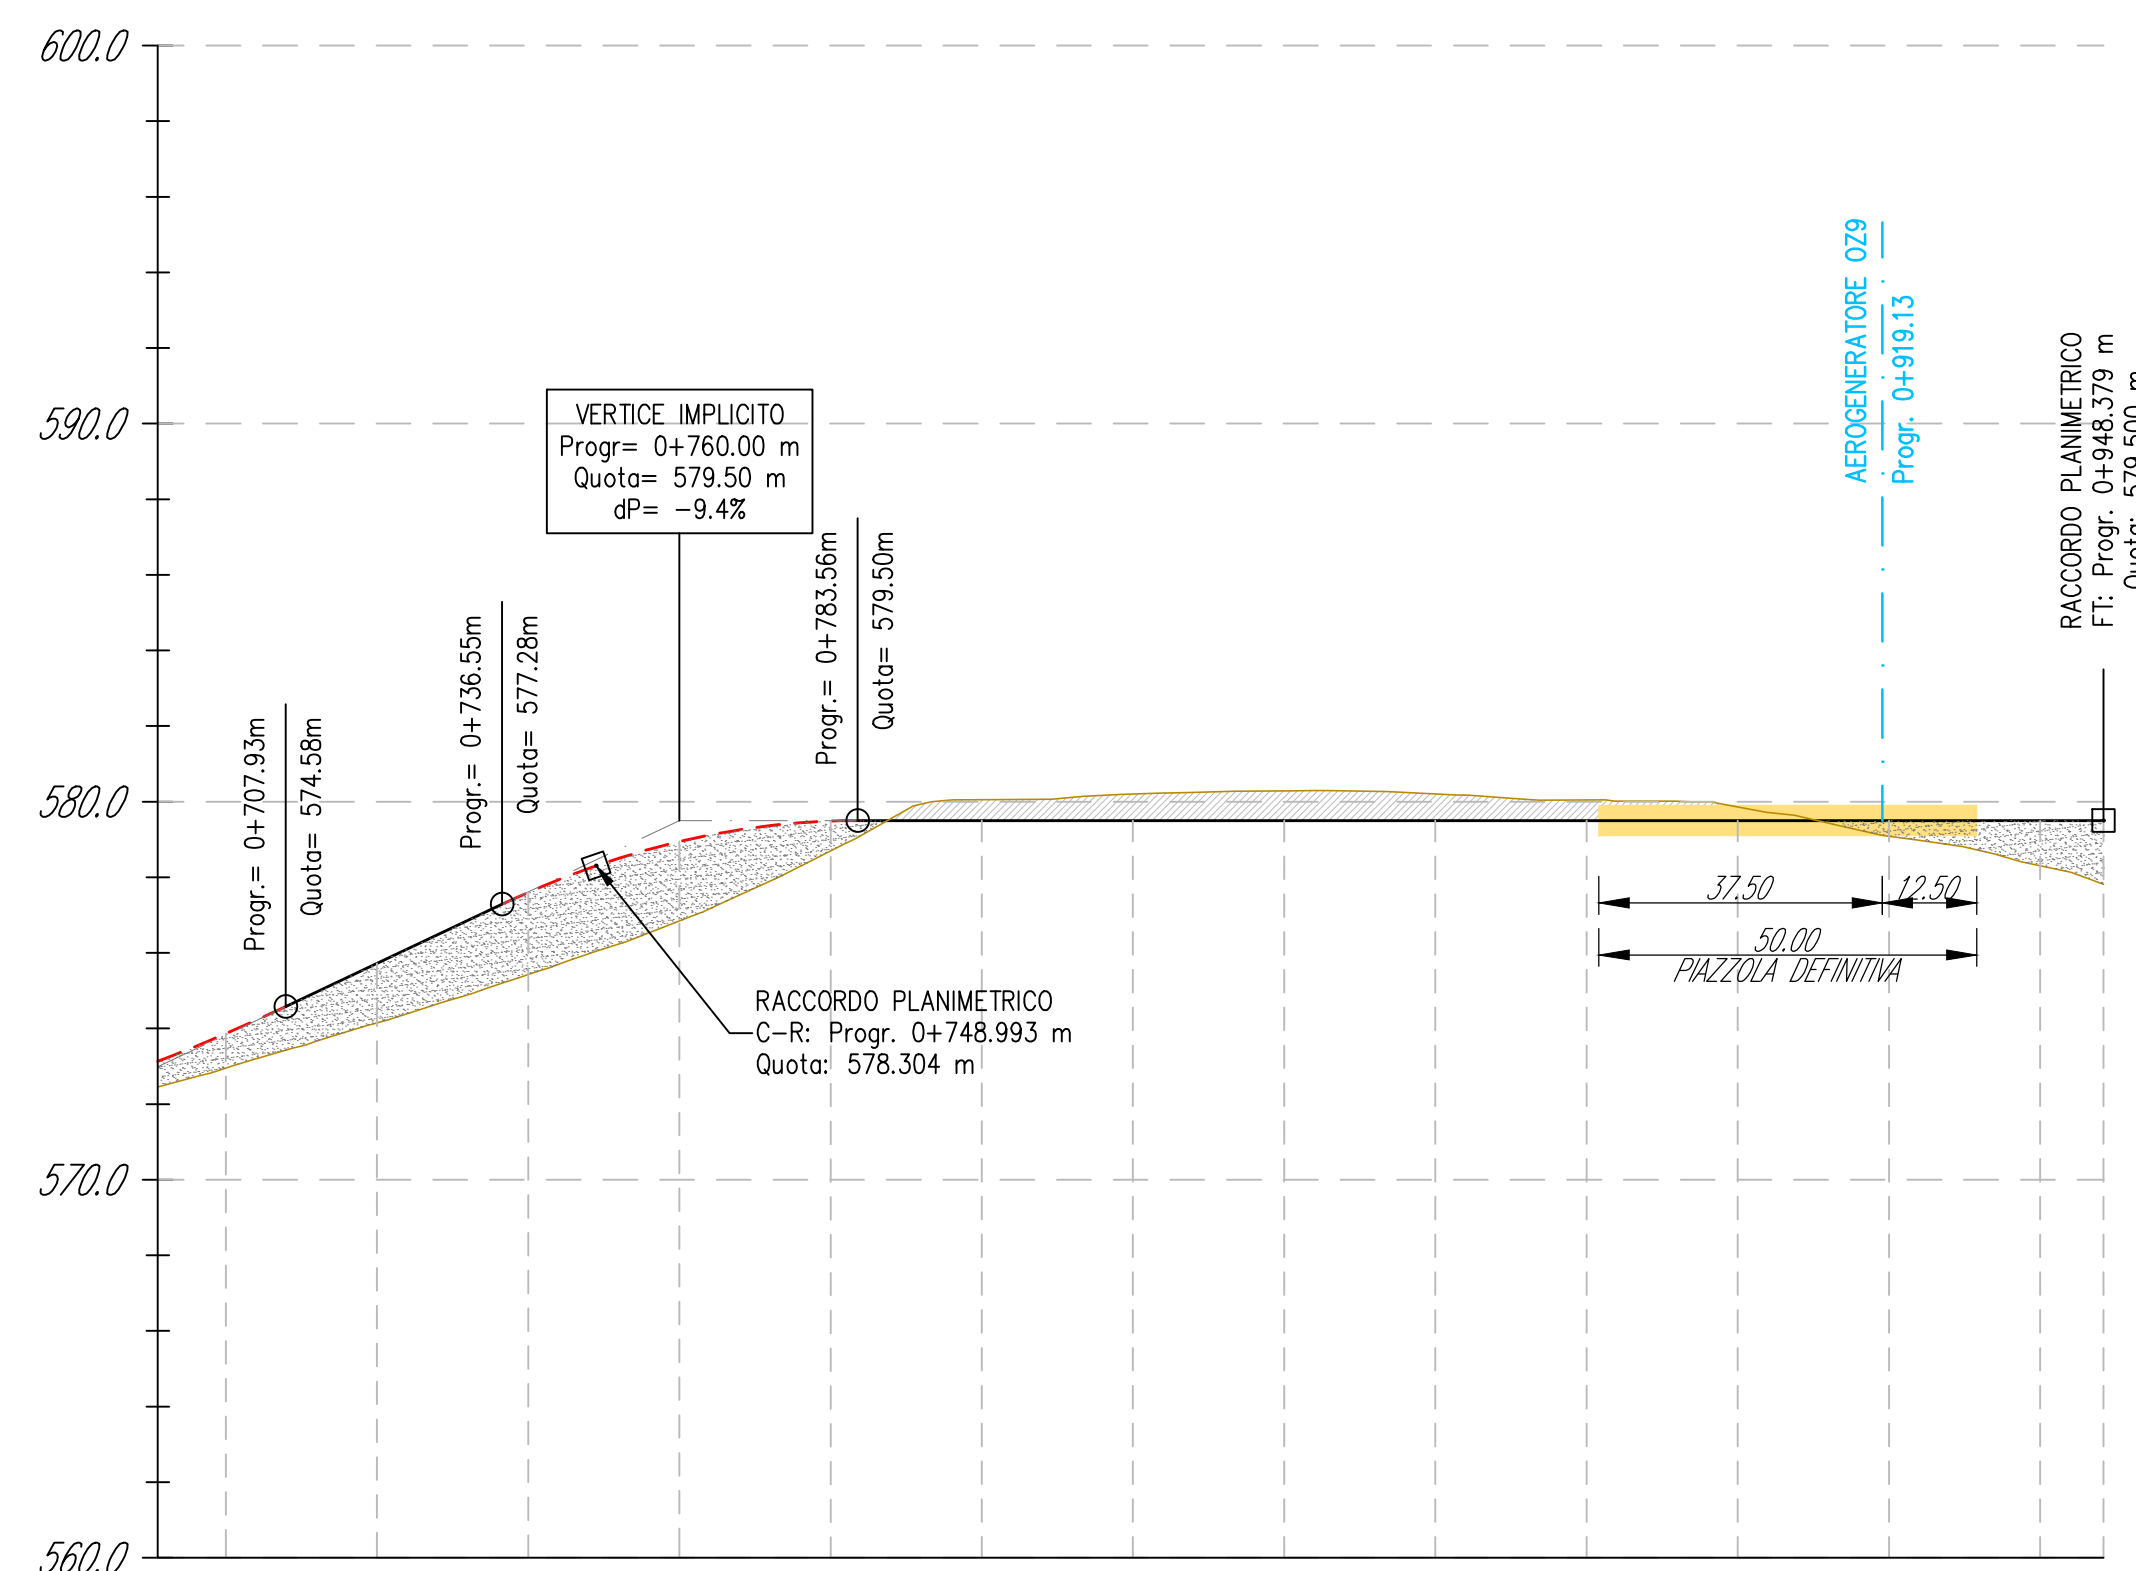 600.0
590.0
580.0
570.0
560.0
Progr.= 0+707.93m
Quota= 574.58m
Progr.= 0+736.55m
Quota= 577.28m
VERTICE IMPLICITO
Progr= 0+760.00 m
Quota= 579.50 m
dP= -9.4%
Progr.= 0+783.56m
Quota= 579.50m
RACCORDO PLANIMETRICO
C-R: Progr. 0+748.993 m
Quota: 578.304 m
AEROGENERATORE OZ9
Progr. 0+919.13
RACCORDO PLANIMETRICO
FT: Progr. 0+948.379 m
Quota: 579.500 m
37.50
12.50
50.00
PIAZZOLA DEFINITIVA